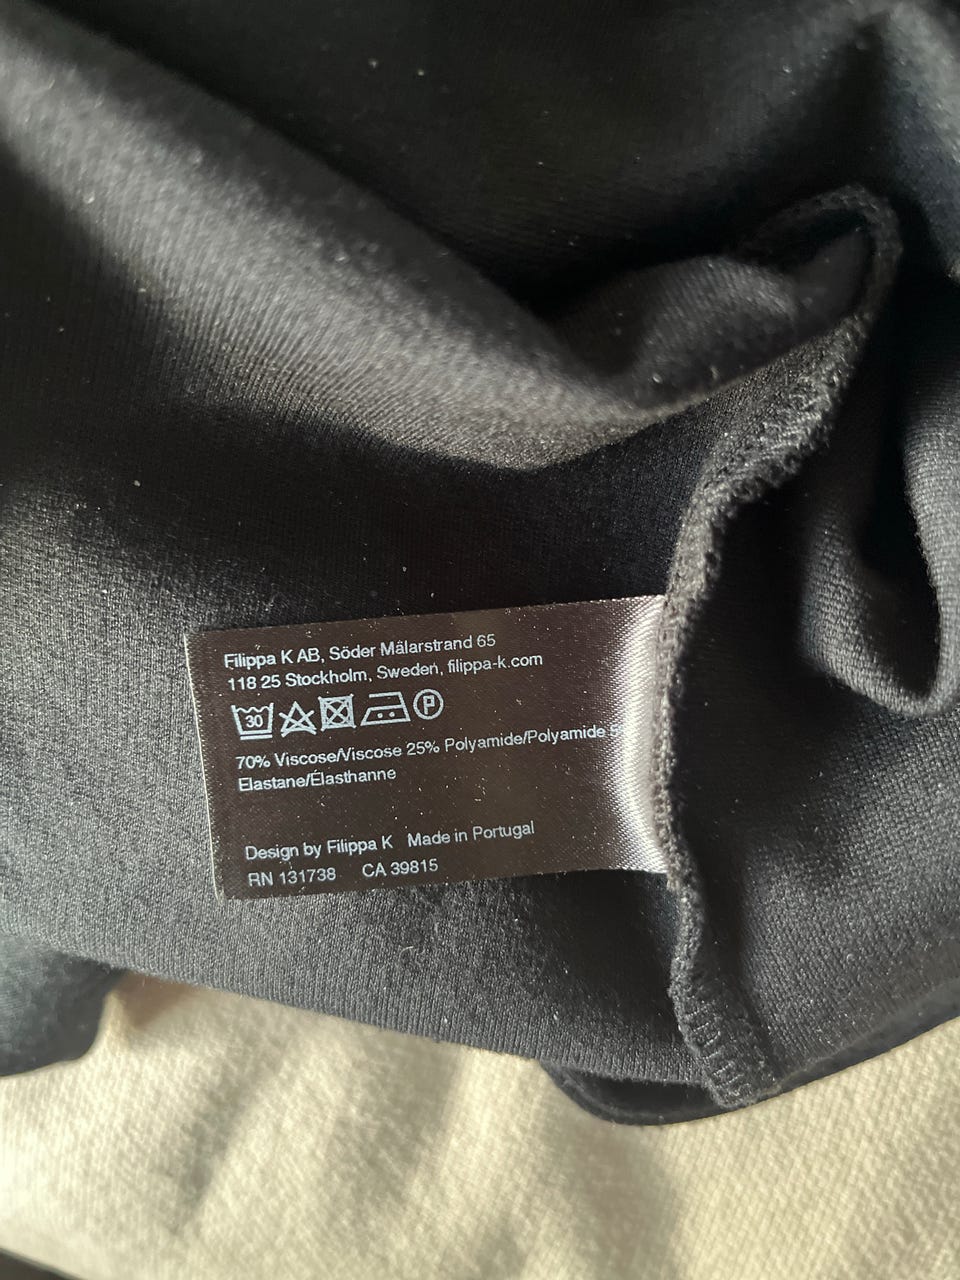 Filippa K AB, Söder Mälarstrand 65
118 25 Stockholm, Sweden, filippa-k.com
30 P
70% Viscose/Viscose 25% Polyamide/Polyamide
Elastane/Élasthanne
Design by Filippa K Made in Portugal
RN 131738 CA 39815